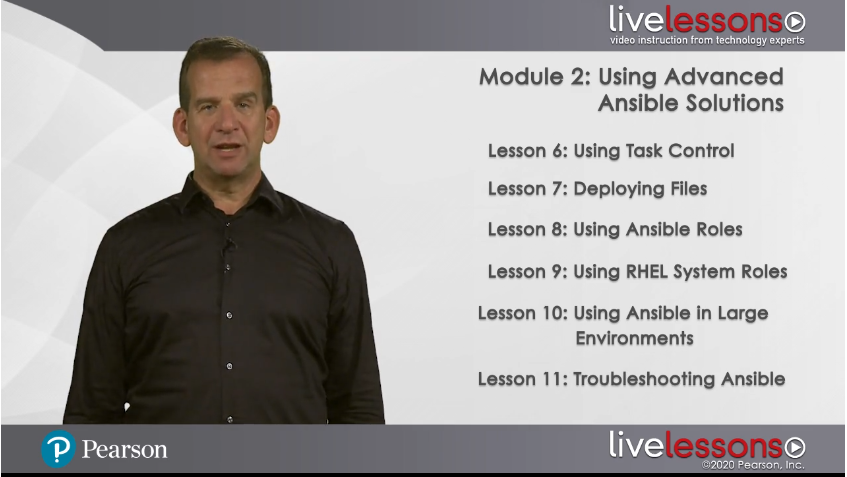 livelessons
video instruction from technology experts
Module 2: Using Advanced
Ansible Solutions
Lesson 6: Using Task Control
Lesson 7: Deploying Files
Lesson 8: Using Ansible Roles
Lesson 9: Using RHEL System Roles
Lesson 10: Using Ansible in Large
Environments
Lesson 11: Troubleshooting Ansible
P Pearson
livelessons
©2020 Pearson, Inc.